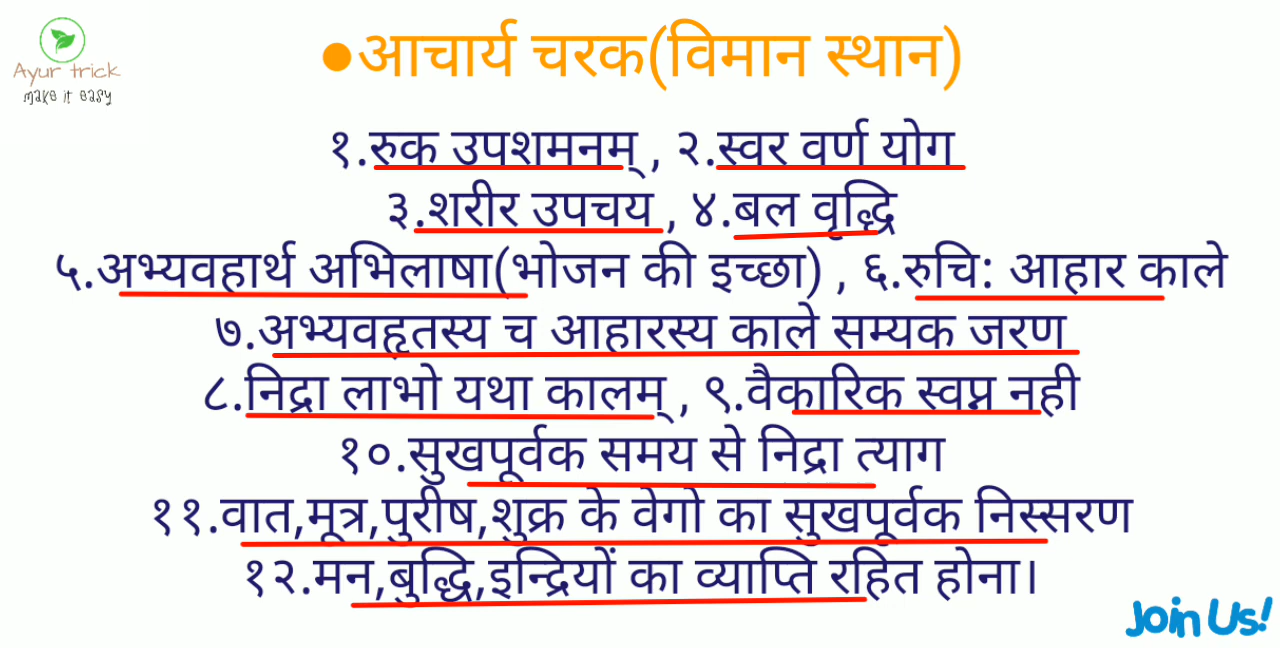 Ayur trick
make it easy
●आचार्य चरक(विमान स्थान)
१.रुक उपशमनम् , २.स्वर वर्ण योग
३.शरीर उपचय , ४.बल वृद्धि
५.अभ्यवहार्थ अभिलाषा(भोजन की इच्छा) , ६.रुचि: आहार काले
७.अभ्यवहृतस्य च आहारस्य काले सम्यक जरण
८.निद्रा लाभो यथा कालम् , ९.वैकारिक स्वप्न नही
१०.सुखपूर्वक समय से निद्रा त्याग
११.वात,मूत्र,पुरीष,शुक्र के वेगो का सुखपूर्वक निस्सरण
१२.मन,बुद्धि,इन्द्रियों का व्याप्ति रहित होना।
Join Us!